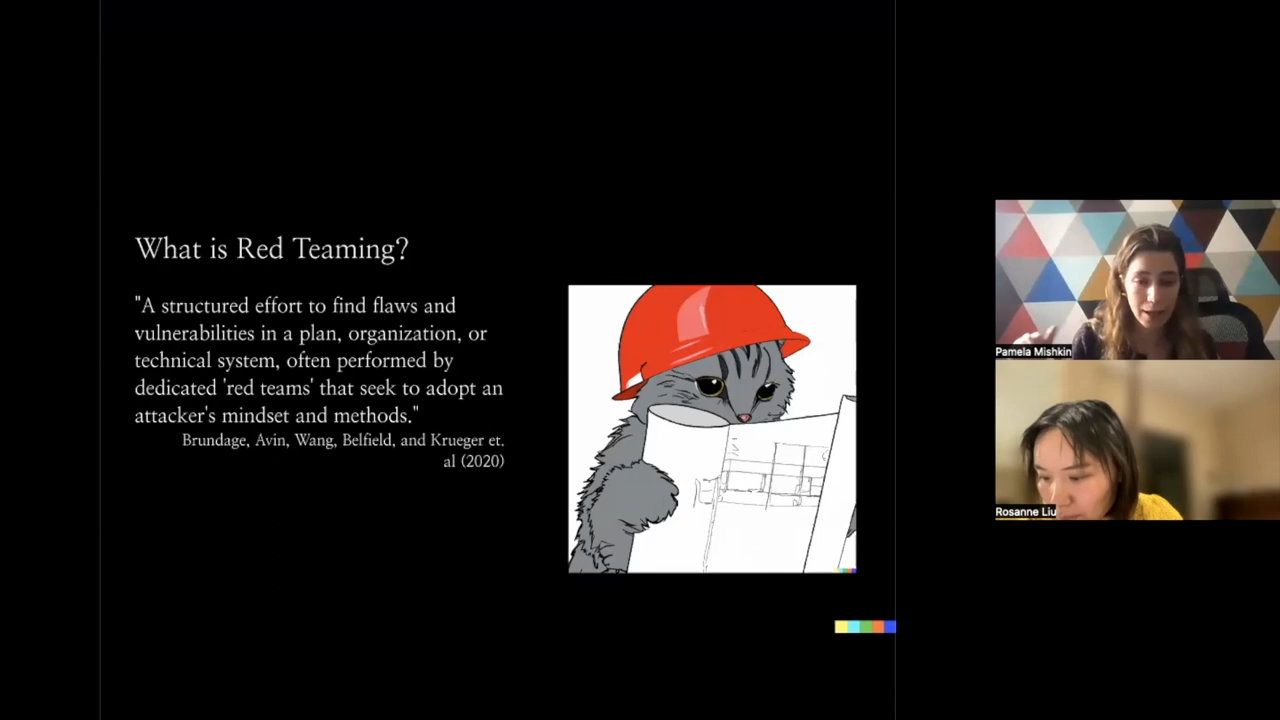 What is Red Teaming?
"A structured effort to find flaws and
vulnerabilities in a plan, organization, or
technical system, often performed by
dedicated 'red teams' that seek to adopt an
attacker's mindset and methods."
Brundage, Avin, Wang, Belfield, and Krueger et.
al (2020)
Pamela Mishkin
Rosanne Liu